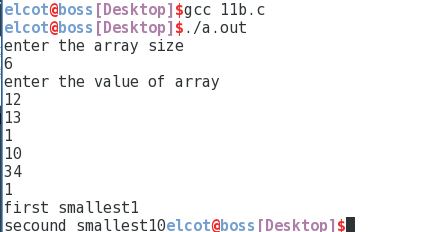 elcot@boss[Desktop]$gcc 11b.c
elcot@boss[Desktop]$./a.out
enter the array size
6
enter the value of array
12
13
1
10
34
1
first smallest1
secound smallest10elcot@boss[Desktop]$